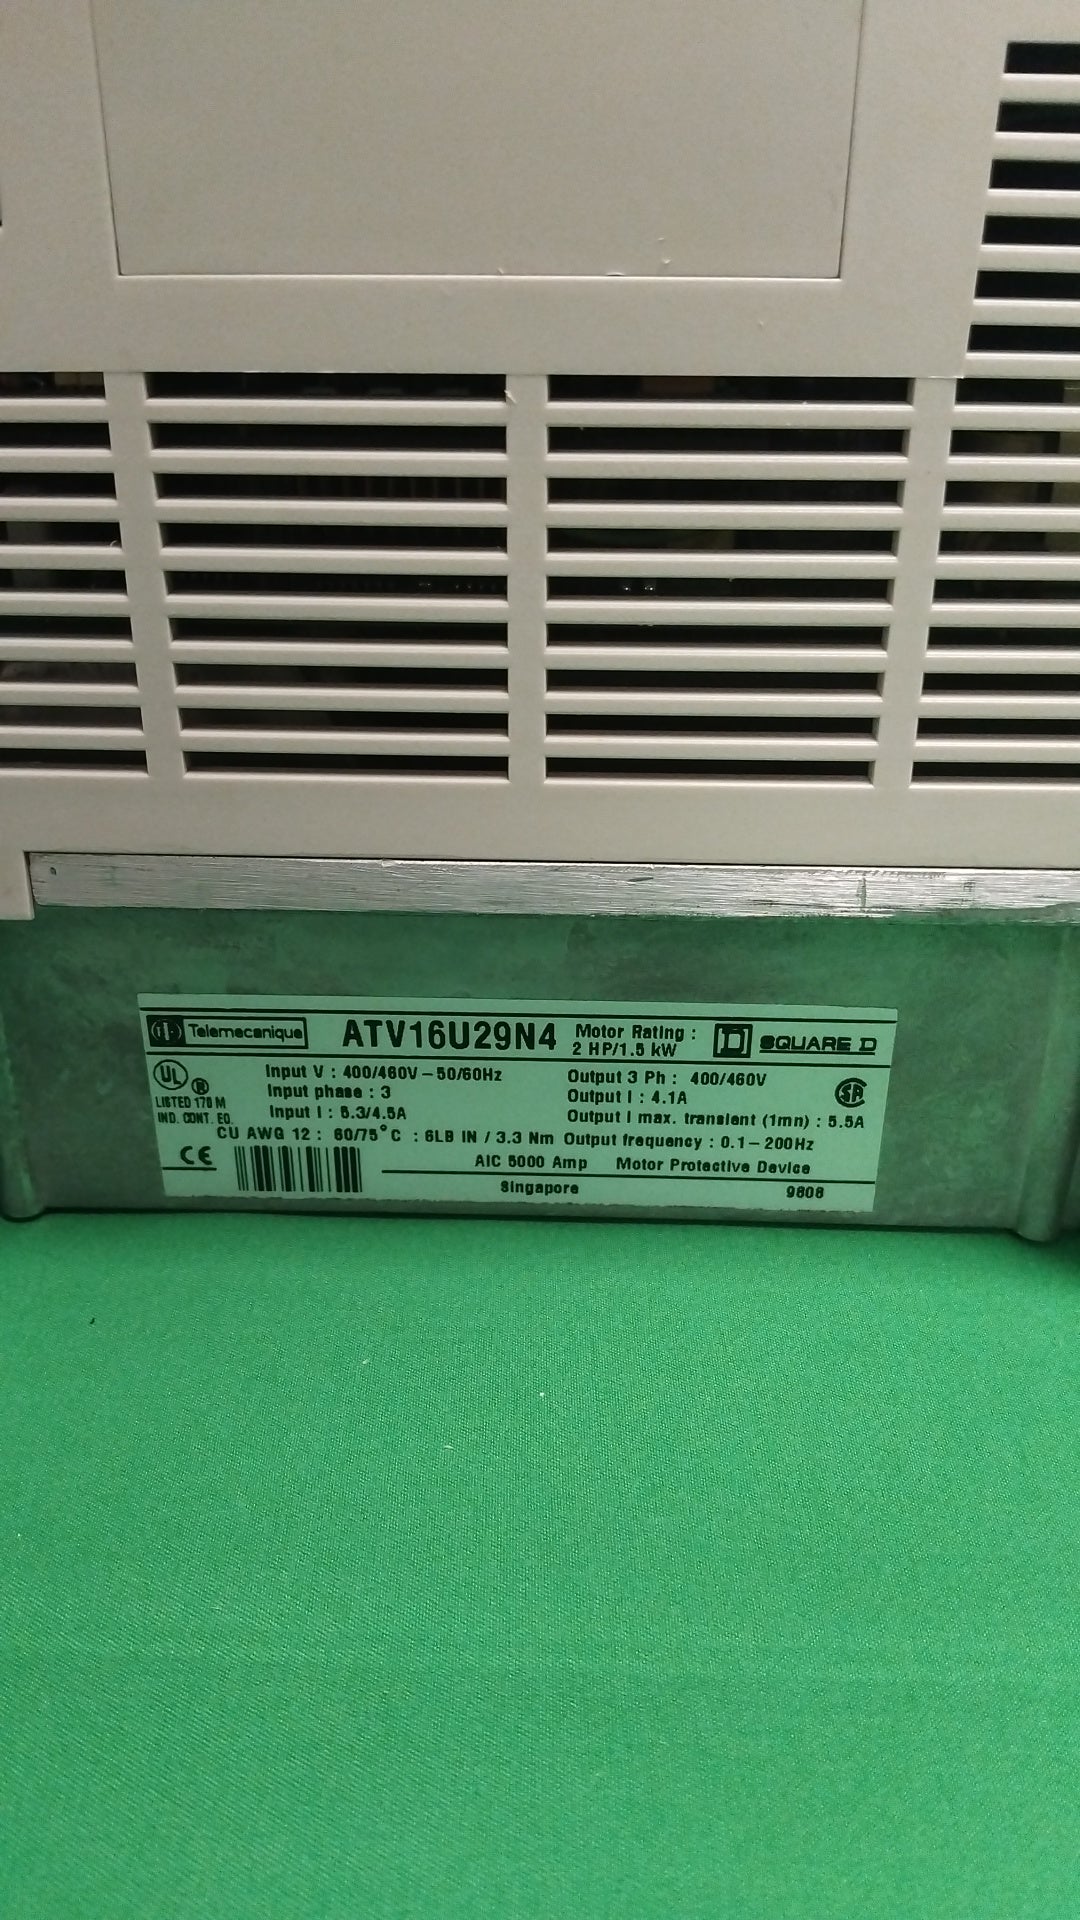 Telemecanique ATV16U29N4 Motor Rating : 2 HP/1.5 kW SQUARE D
UL ® LISTED 170 M IND. CONT. EQ.
Input V : 400/460V – 50/60Hz Output 3 Ph : 400/460V
Input phase : 3 Output I : 4.1A
Input I : 5.3/4.5A Output I max. transient (1mn) : 5.5A
CU AWG 12 : 60/75°C : 6LB IN / 3.3 Nm Output frequency : 0.1 – 200Hz
CE AIC 5000 Amp Motor Protective Device
Singapore 9808